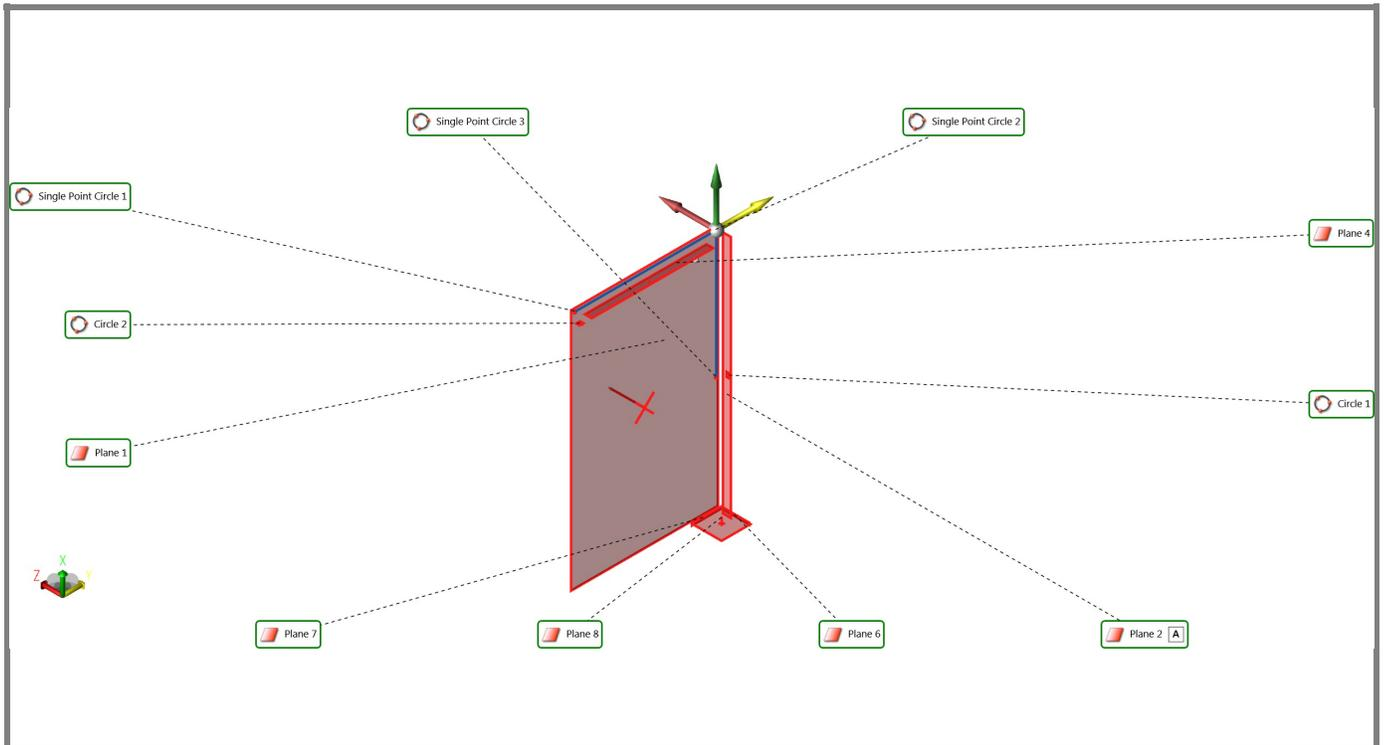 Single Point Circle 3
Single Point Circle 2
Single Point Circle 1
Plane 4
Circle 2
Circle 1
Plane 1
X
Z
Y
Plane 7
Plane 8
Plane 6
Plane 2 A